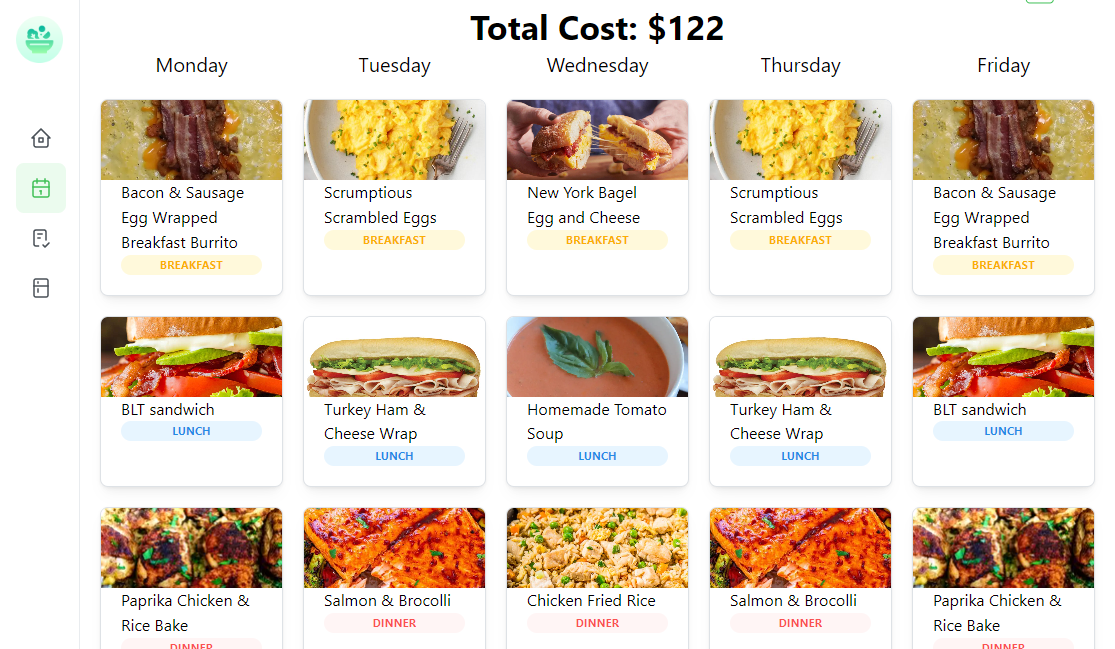 Total Cost: $122
Monday
Tuesday
Wednesday
Thursday
Friday
Bacon & Sausage
Egg Wrapped
Breakfast Burrito
BREAKFAST
Scrumptious
Scrambled Eggs
BREAKFAST
New York Bagel
Egg and Cheese
BREAKFAST
Scrumptious
Scrambled Eggs
BREAKFAST
Bacon & Sausage
Egg Wrapped
Breakfast Burrito
BREAKFAST
BLT sandwich
LUNCH
Turkey Ham &
Cheese Wrap
LUNCH
Homemade Tomato
Soup
LUNCH
Turkey Ham &
Cheese Wrap
LUNCH
BLT sandwich
LUNCH
Paprika Chicken &
Rice Bake
DINNER
Salmon & Brocolli
DINNER
Chicken Fried Rice
DINNER
Salmon & Brocolli
DINNER
Paprika Chicken &
Rice Bake
DINNER